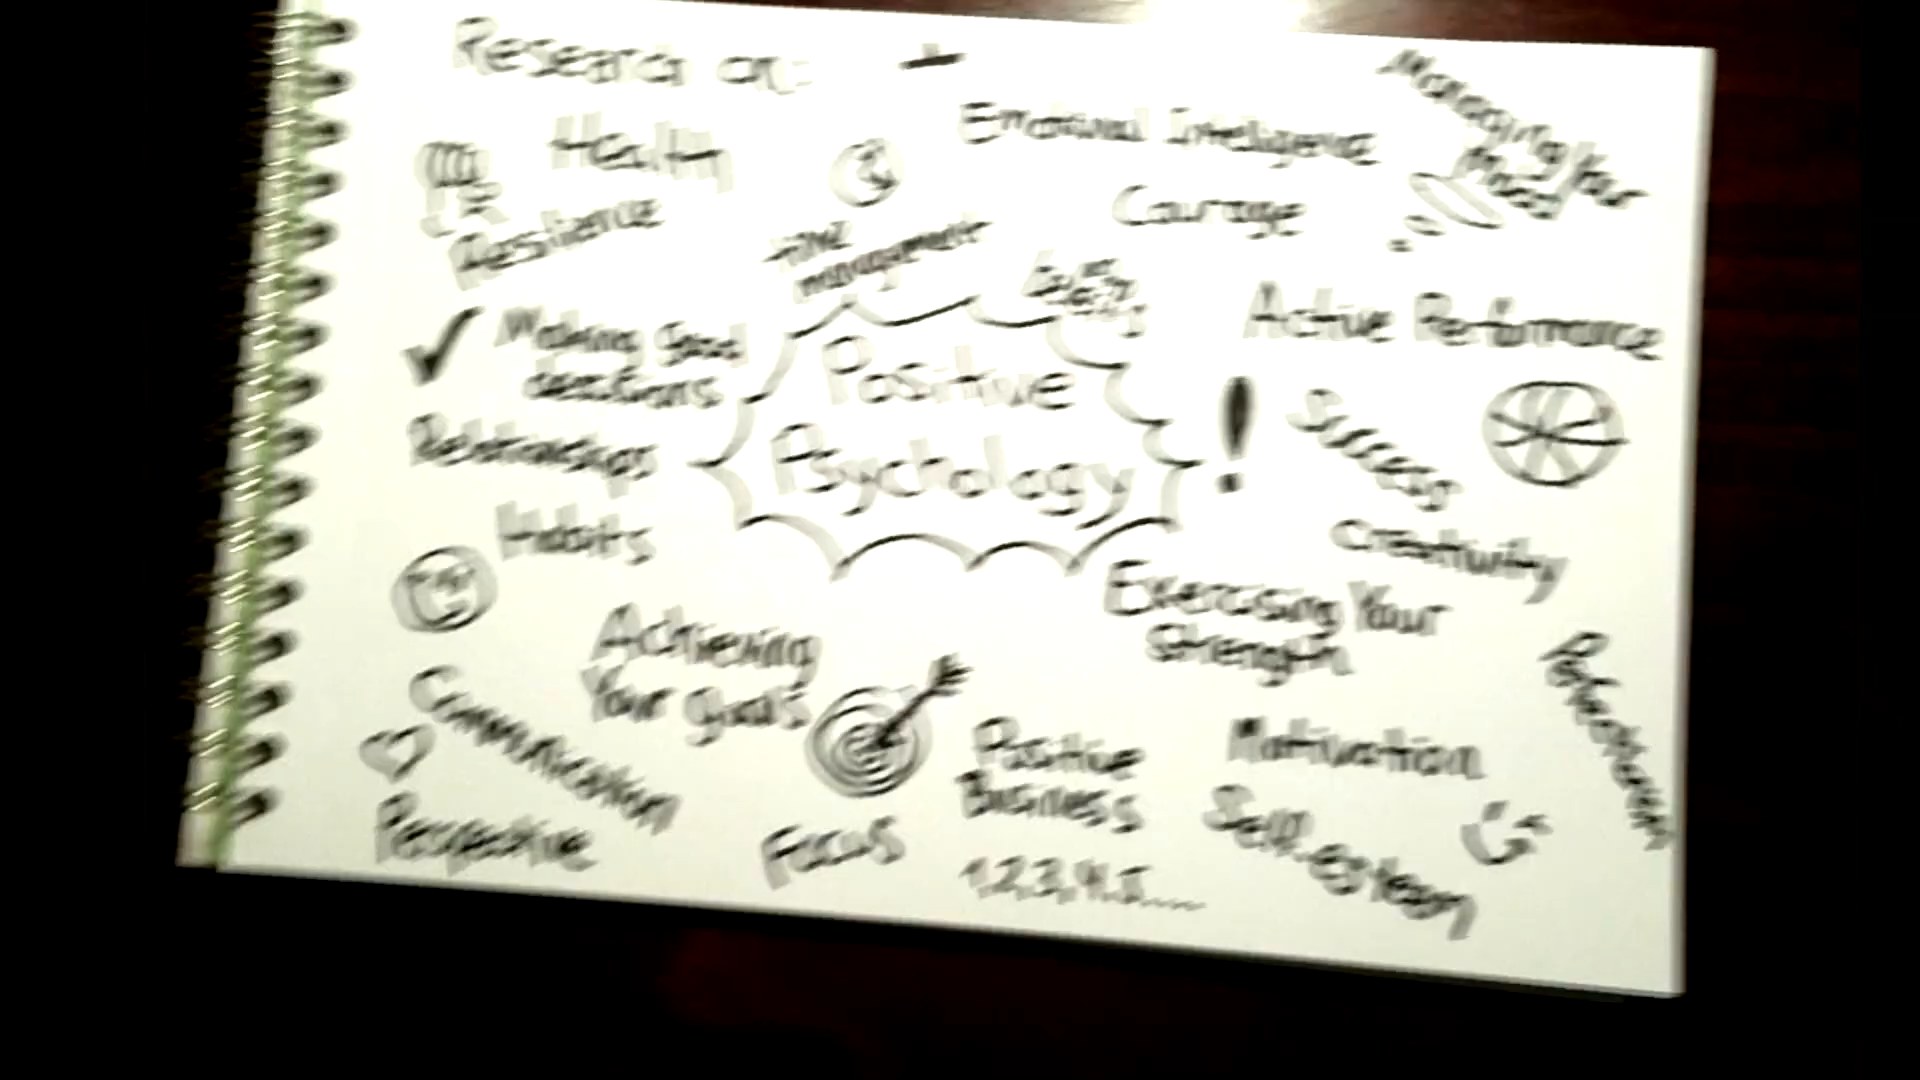 Research on:
Health
Emotional Intelligence
Managing Your
Mood
Resilience
time
management
Courage
Making good
decisions
Active Performance
Positive
Psychology
Relationships
Success
Habits
Creativity
Achieving
Your goals
Exercising Your
strength
Communication
Positive
Business
Motivation
Perspective
Focus
Self-esteem
1,2,3,4,5....